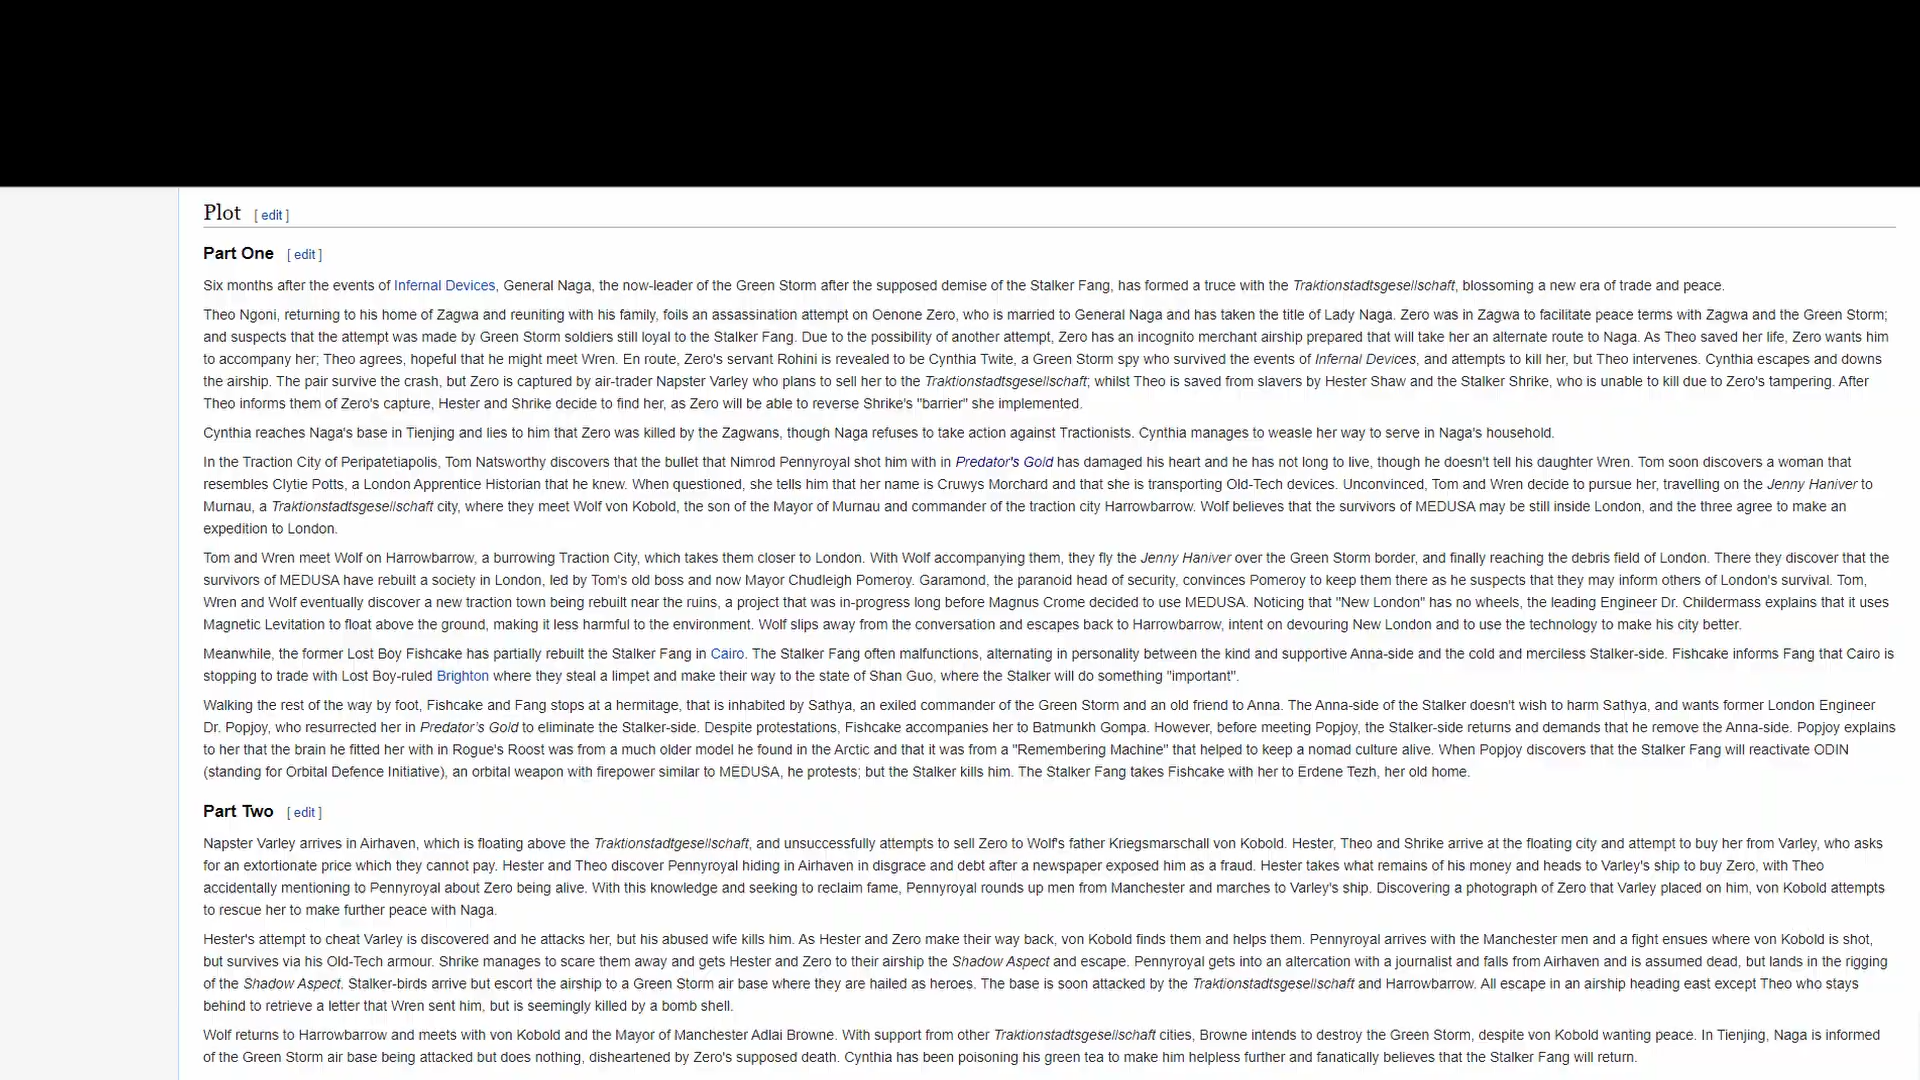 Plot [ edit ]
Part One [ edit ]
Six months after the events of Infernal Devices, General Naga, the now-leader of the Green Storm after the supposed demise of the Stalker Fang, has formed a truce with the Traktionstadtsgesellschaft, blossoming a new era of trade and peace.
Theo Ngoni, returning to his home of Zagwa and reuniting with his family, foils an assassination attempt on Oenone Zero, who is married to General Naga and has taken the title of Lady Naga. Zero was in Zagwa to facilitate peace terms with Zagwa and the Green Storm;
and suspects that the attempt was made by Green Storm soldiers still loyal to the Stalker Fang. Due to the possibility of another attempt, Zero has an incognito merchant airship prepared that will take her an alternate route to Naga. As Theo saved her life, Zero wants him
to accompany her; Theo agrees, hopeful that he might meet Wren. En route, Zero's servant Rohini is revealed to be Cynthia Twite, a Green Storm spy who survived the events of Infernal Devices, and attempts to kill her, but Theo intervenes. Cynthia escapes and downs
the airship. The pair survive the crash, but Zero is captured by air-trader Napster Varley who plans to sell her to the Traktionstadtsgesellschaft; whilst Theo is saved from slavers by Hester Shaw and the Stalker Shrike, who is unable to kill due to Zero's tampering. After
Theo informs them of Zero's capture, Hester and Shrike decide to find her, as Zero will be able to reverse Shrike's "barrier" she implemented.
Cynthia reaches Naga's base in Tienjing and lies to him that Zero was killed by the Zagwans, though Naga refuses to take action against Tractionists. Cynthia manages to weasle her way to serve in Naga's household.
In the Traction City of Peripatetiapolis, Tom Natsworthy discovers that the bullet that Nimrod Pennyroyal shot him with in Predator's Gold has damaged his heart and he has not long to live, though he doesn't tell his daughter Wren. Tom soon discovers a woman that
resembles Clytie Potts, a London Apprentice Historian that he knew. When questioned, she tells him that her name is Cruwys Morchard and that she is transporting Old-Tech devices. Unconvinced, Tom and Wren decide to pursue her, travelling on the Jenny Haniver to
Murnau, a Traktionstadtsgesellschaft city, where they meet Wolf von Kobold, the son of the Mayor of Murnau and commander of the traction city Harrowbarrow. Wolf believes that the survivors of MEDUSA may be still inside London, and the three agree to make an
expedition to London.
Tom and Wren meet Wolf on Harrowbarrow, a burrowing Traction City, which takes them closer to London. With Wolf accompanying them, they fly the Jenny Haniver over the Green Storm border, and finally reaching the debris field of London. There they discover that the
survivors of MEDUSA have rebuilt a society in London, led by Tom's old boss and now Mayor Chudleigh Pomeroy. Garamond, the paranoid head of security, convinces Pomeroy to keep them there as he suspects that they may inform others of London's survival. Tom,
Wren and Wolf eventually discover a new traction town being rebuilt near the ruins, a project that was in-progress long before Magnus Crome decided to use MEDUSA. Noticing that "New London" has no wheels, the leading Engineer Dr. Childermass explains that it uses
Magnetic Levitation to float above the ground, making it less harmful to the environment. Wolf slips away from the conversation and escapes back to Harrowbarrow, intent on devouring New London and to use the technology to make his city better.
Meanwhile, the former Lost Boy Fishcake has partially rebuilt the Stalker Fang in Cairo. The Stalker Fang often malfunctions, alternating in personality between the kind and supportive Anna-side and the cold and merciless Stalker-side. Fishcake informs Fang that Cairo is
stopping to trade with Lost Boy-ruled Brighton where they steal a limpet and make their way to the state of Shan Guo, where the Stalker will do something "important".
Walking the rest of the way by foot, Fishcake and Fang stops at a hermitage, that is inhabited by Sathya, an exiled commander of the Green Storm and an old friend to Anna. The Anna-side of the Stalker doesn't wish to harm Sathya, and wants former London Engineer
Dr. Popjoy, who resurrected her in Predator's Gold to eliminate the Stalker-side. Despite protestations, Fishcake accompanies her to Batmunkh Gompa. However, before meeting Popjoy, the Stalker-side returns and demands that he remove the Anna-side. Popjoy explains
to her that the brain he fitted her with in Rogue's Roost was from a much older model he found in the Arctic and that it was from a "Remembering Machine" that helped to keep a nomad culture alive. When Popjoy discovers that the Stalker Fang will reactivate ODIN
(standing for Orbital Defence Initiative), an orbital weapon with firepower similar to MEDUSA, he protests; but the Stalker kills him. The Stalker Fang takes Fishcake with her to Erdene Tezh, her old home.
Part Two [ edit ]
Napster Varley arrives in Airhaven, which is floating above the Traktionstadtgesellschaft, and unsuccessfully attempts to sell Zero to Wolf's father Kriegsmarschall von Kobold. Hester, Theo and Shrike arrive at the floating city and attempt to buy her from Varley, who asks
for an extortionate price which they cannot pay. Hester and Theo discover Pennyroyal hiding in Airhaven in disgrace and debt after a newspaper exposed him as a fraud. Hester takes what remains of his money and heads to Varley's ship to buy Zero, with Theo
accidentally mentioning to Pennyroyal about Zero being alive. With this knowledge and seeking to reclaim fame, Pennyroyal rounds up men from Manchester and marches to Varley's ship. Discovering a photograph of Zero that Varley placed on him, von Kobold attempts
to rescue her to make further peace with Naga.
Hester's attempt to cheat Varley is discovered and he attacks her, but his abused wife kills him. As Hester and Zero make their way back, von Kobold finds them and helps them. Pennyroyal arrives with the Manchester men and a fight ensues where von Kobold is shot,
but survives via his Old-Tech armour. Shrike manages to scare them away and gets Hester and Zero to their airship the Shadow Aspect and escape. Pennyroyal gets into an altercation with a journalist and falls from Airhaven and is assumed dead, but lands in the rigging
of the Shadow Aspect. Stalker-birds arrive but escort the airship to a Green Storm air base where they are hailed as heroes. The base is soon attacked by the Traktionstadtsgesellschaft and Harrowbarrow. All escape in an airship heading east except Theo who stays
behind to retrieve a letter that Wren sent him, but is seemingly killed by a bomb shell.
Wolf returns to Harrowbarrow and meets with von Kobold and the Mayor of Manchester Adlai Browne. With support from other Traktionstadtsgesellschaft cities, Browne intends to destroy the Green Storm, despite von Kobold wanting peace. In Tienjing, Naga is informed
of the Green Storm air base being attacked but does nothing, disheartened by Zero's supposed death. Cynthia has been poisoning his green tea to make him helpless further and fanatically believes that the Stalker Fang will return.